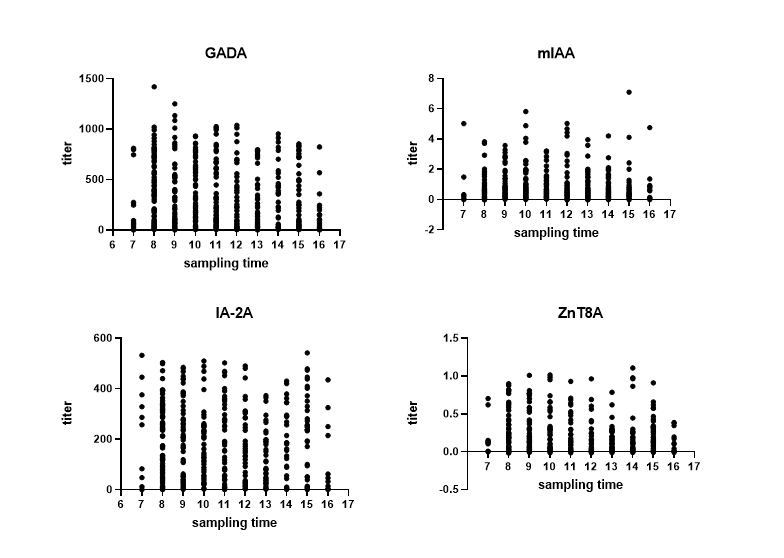 GADA
1500
1000
500
0
titer
6 7 8 9 10 11 12 13 14 15 16 17
sampling time
mIAA
8
6
4
2
0
-2
titer
7 8 9 10 11 12 13 14 15 16 17
sampling time
IA-2A
600
400
200
0
titer
6 7 8 9 10 11 12 13 14 15 16 17
sampling time
ZnT8A
1.5
1.0
0.5
0.0
-0.5
titer
7 8 9 10 11 12 13 14 15 16 17
sampling time